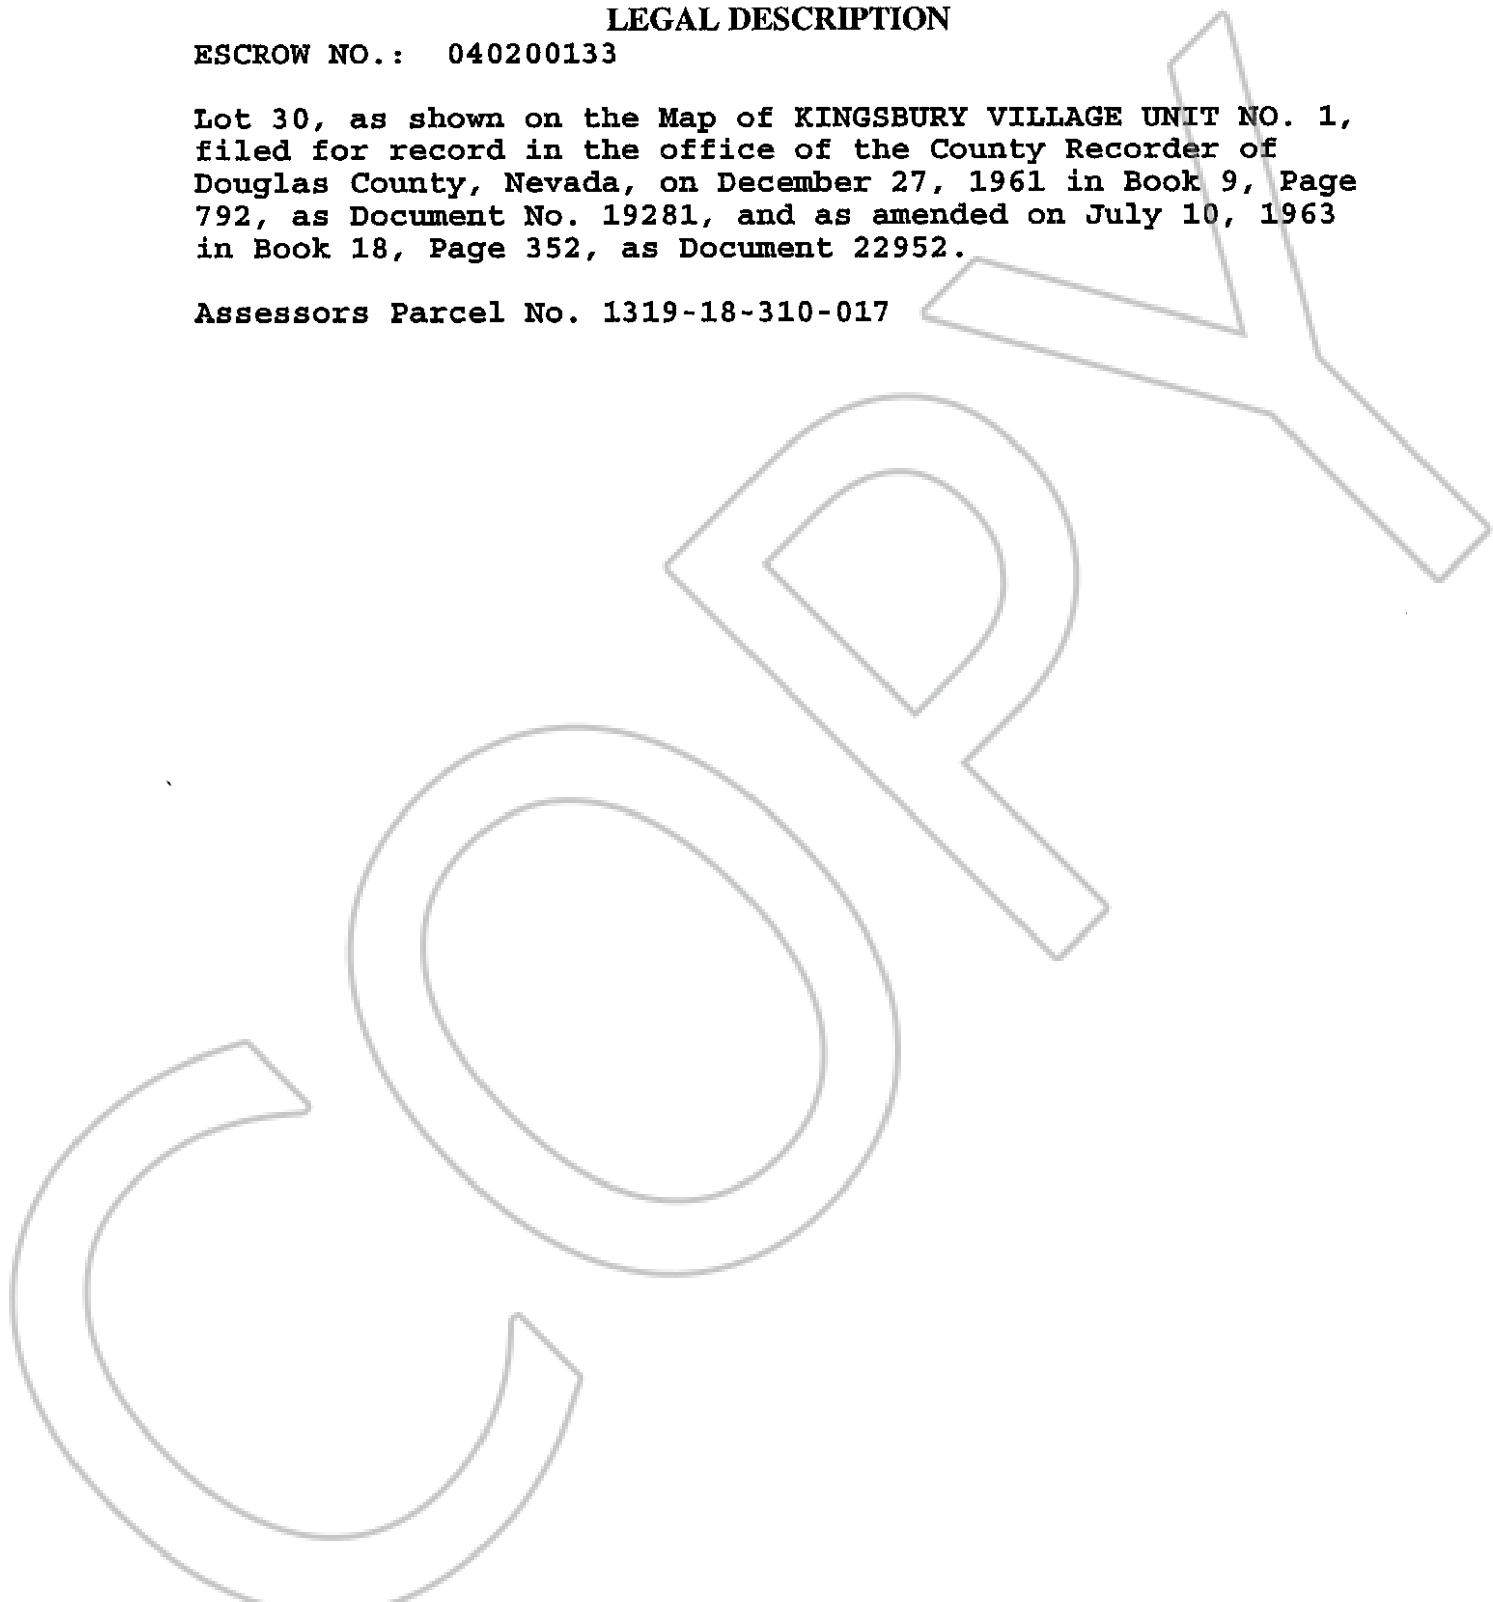 LEGAL DESCRIPTION
ESCROW NO.: 040200133
Lot 30, as shown on the Map of KINGSBURY VILLAGE UNIT NO. 1,
filed for record in the office of the County Recorder of
Douglas County, Nevada, on December 27, 1961 in Book 9, Page
792, as Document No. 19281, and as amended on July 10, 1963
in Book 18, Page 352, as Document 22952.
Assessors Parcel No. 1319-18-310-017
COPY